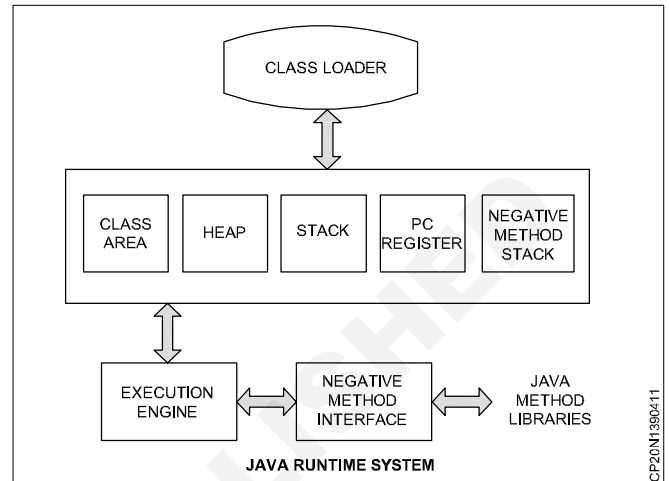 CLASS LOADER
CLASS
AREA
HEAP
STACK
PC
REGISTER
NEGATIVE
METHOD
STACK
EXECUTION
ENGINE
NEGATIVE
METHOD
INTERFACE
JAVA
METHOD
LIBRARIES
JAVA RUNTIME SYSTEM
CP20N1390411
LISHED